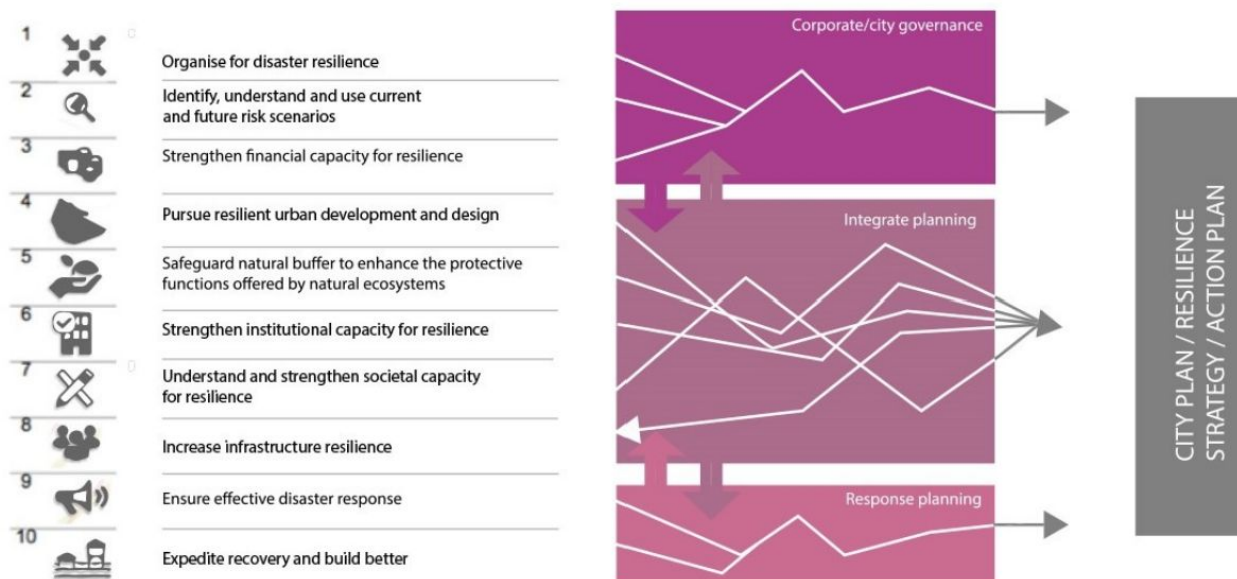 1
Organise for disaster resilience
2
Identify, understand and use current
and future risk scenarios
3
Strengthen financial capacity for resilience
4
Pursue resilient urban development and design
5
Safeguard natural buffer to enhance the protective
functions offered by natural ecosystems
6
Strengthen institutional capacity for resilience
7
Understand and strengthen societal capacity
for resilience
8
Increase infrastructure resilience
9
Ensure effective disaster response
10
Expedite recovery and build better
Corporate/city governance
Integrate planning
Response planning
CITY PLAN / RESILIENCE
STRATEGY / ACTION PLAN